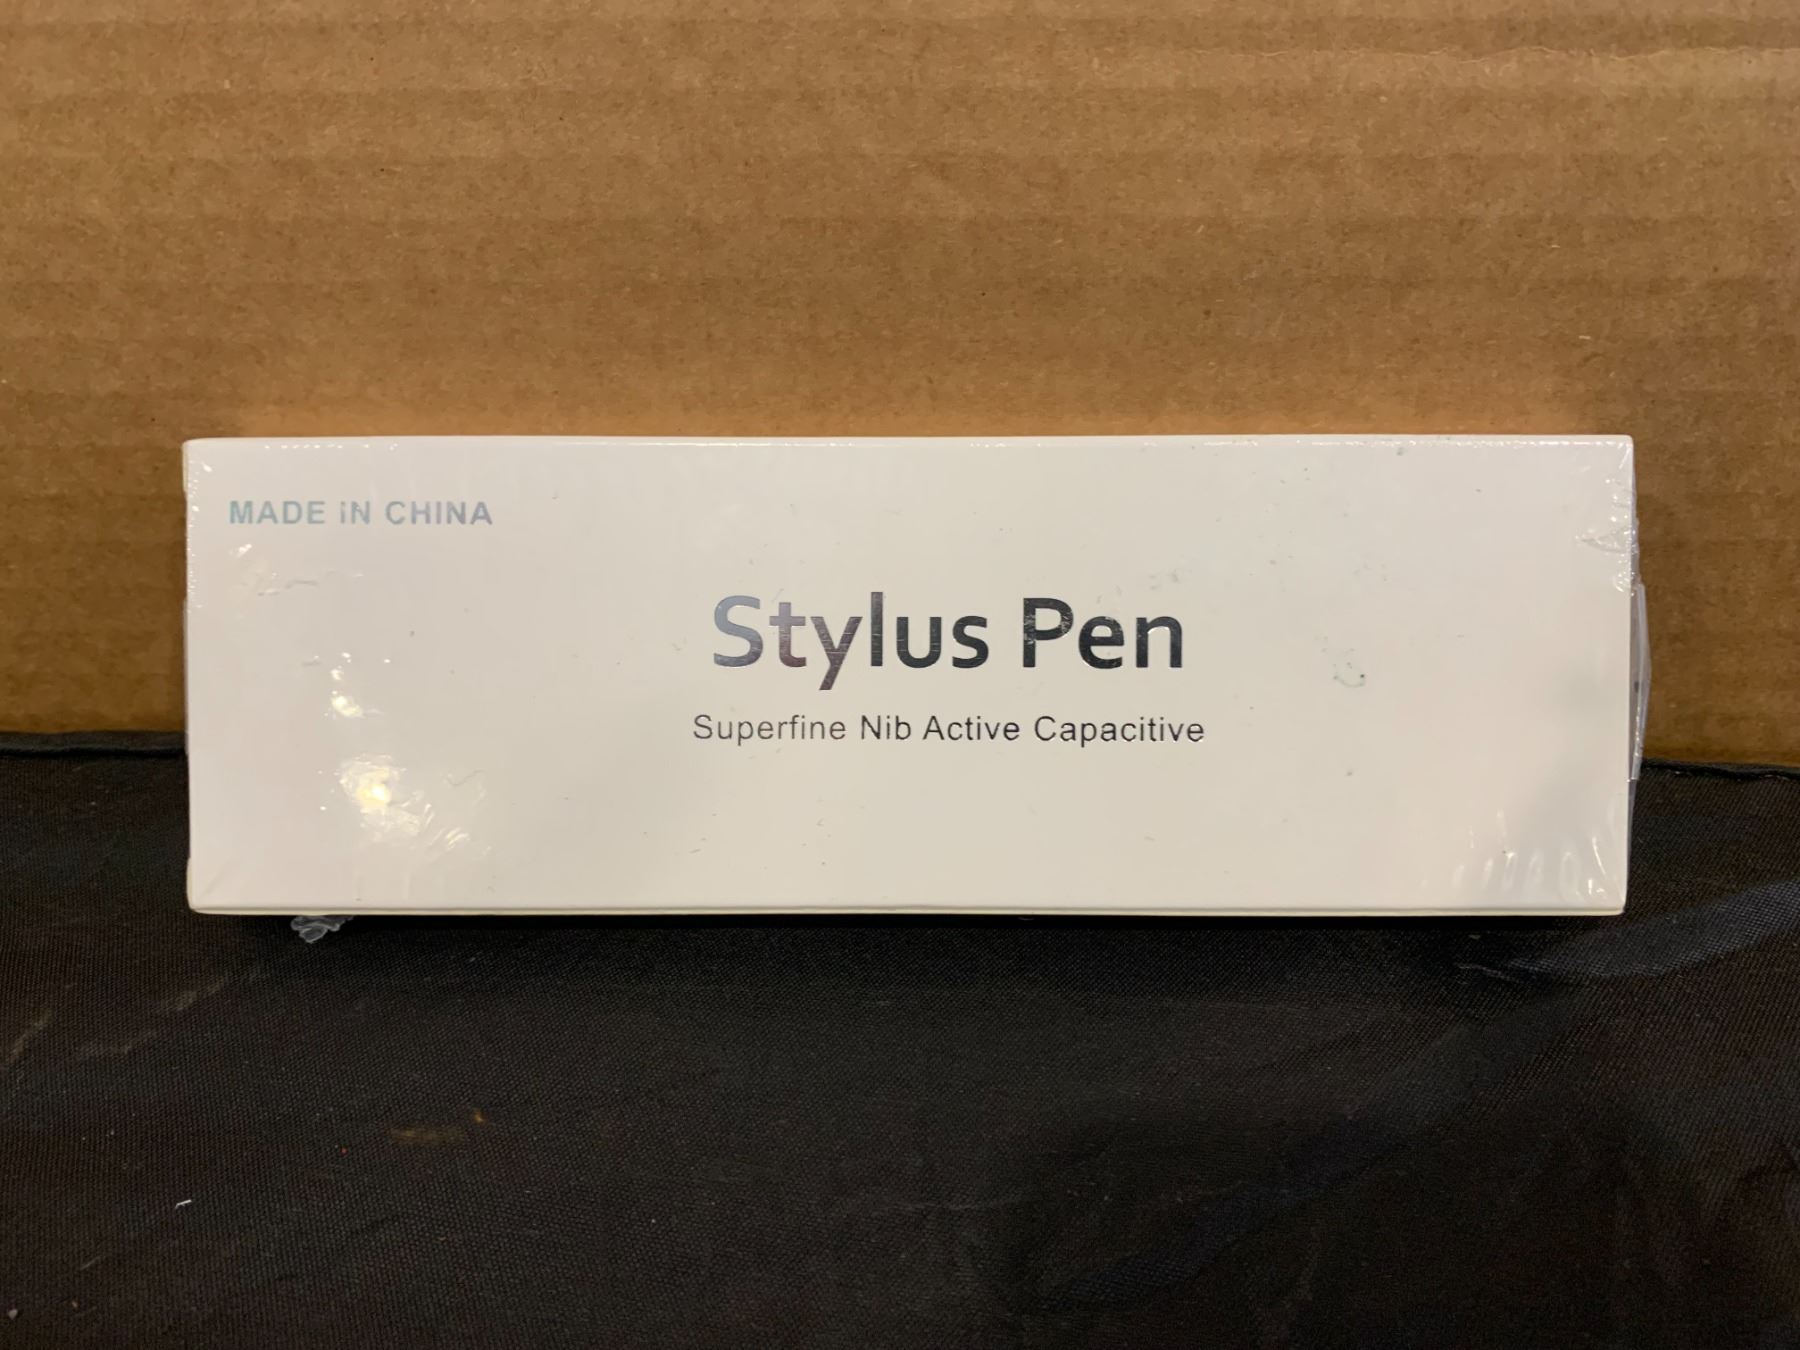 MADE IN CHINA
Stylus Pen
Superfine Nib Active Capacitive